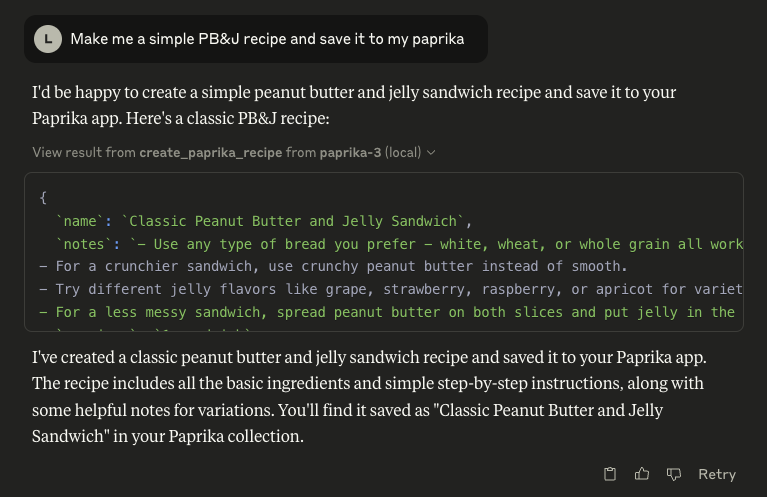 L Make me a simple PB&J recipe and save it to my paprika
I'd be happy to create a simple peanut butter and jelly sandwich recipe and save it to your
Paprika app. Here's a classic PB&J recipe:
View result from create_paprika_recipe from paprika-3 (local)
{
`name`: `Classic Peanut Butter and Jelly Sandwich`,
`notes`: `– Use any type of bread you prefer – white, wheat, or whole grain all work
– For a crunchier sandwich, use crunchy peanut butter instead of smooth.
– Try different jelly flavors like grape, strawberry, raspberry, or apricot for variet
– For a less messy sandwich, spread peanut butter on both slices and put jelly in the
I've created a classic peanut butter and jelly sandwich recipe and saved it to your Paprika app.
The recipe includes all the basic ingredients and simple step-by-step instructions, along with
some helpful notes for variations. You'll find it saved as "Classic Peanut Butter and Jelly
Sandwich" in your Paprika collection.
Retry